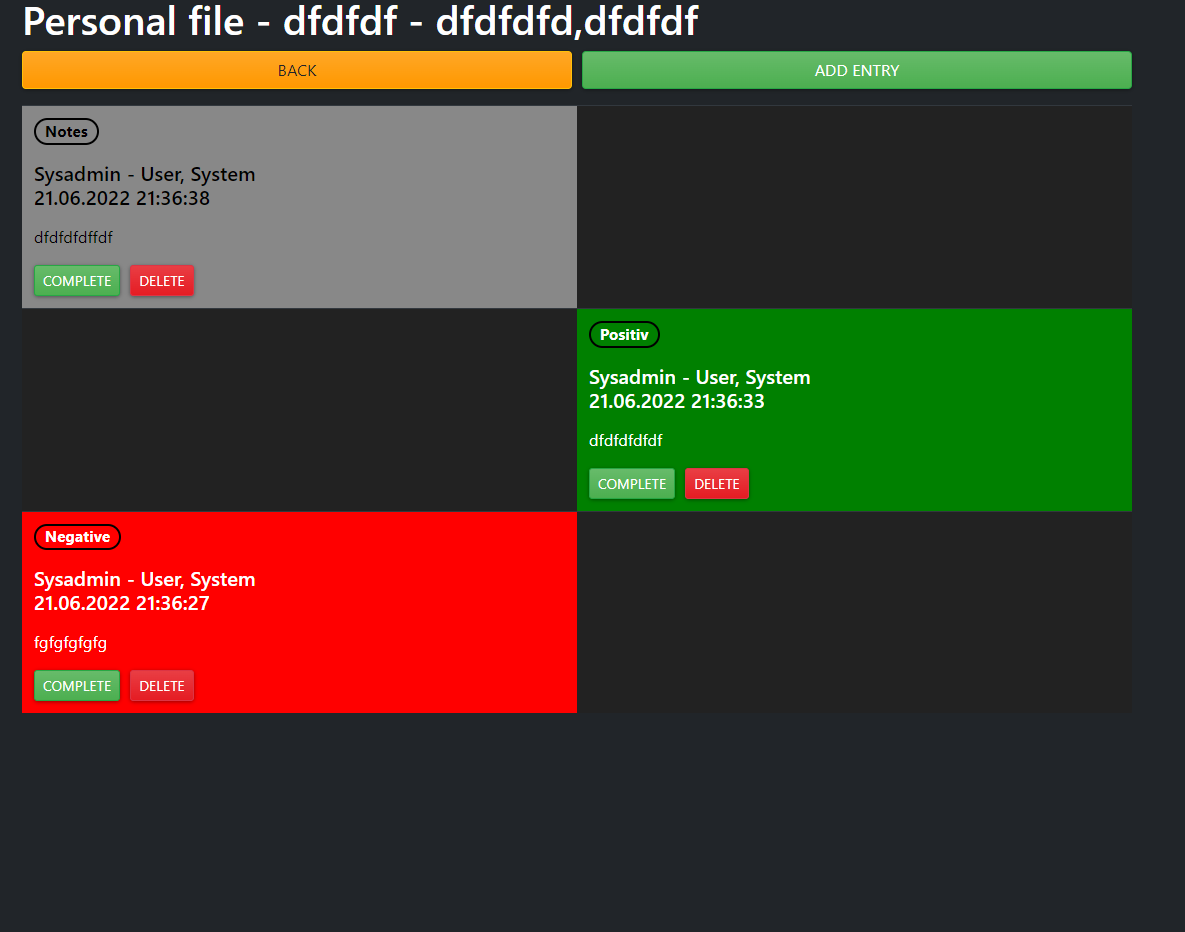 Personal file - dfdfdf - dfdfdfd,dfdfdf
BACK
ADD ENTRY
Notes
Sysadmin - User, System
21.06.2022 21:36:38
dfdfdfdffdf
COMPLETE
DELETE
Positiv
Sysadmin - User, System
21.06.2022 21:36:33
dfdfdfdfdf
COMPLETE
DELETE
Negative
Sysadmin - User, System
21.06.2022 21:36:27
fgfgfgfgfg
COMPLETE
DELETE